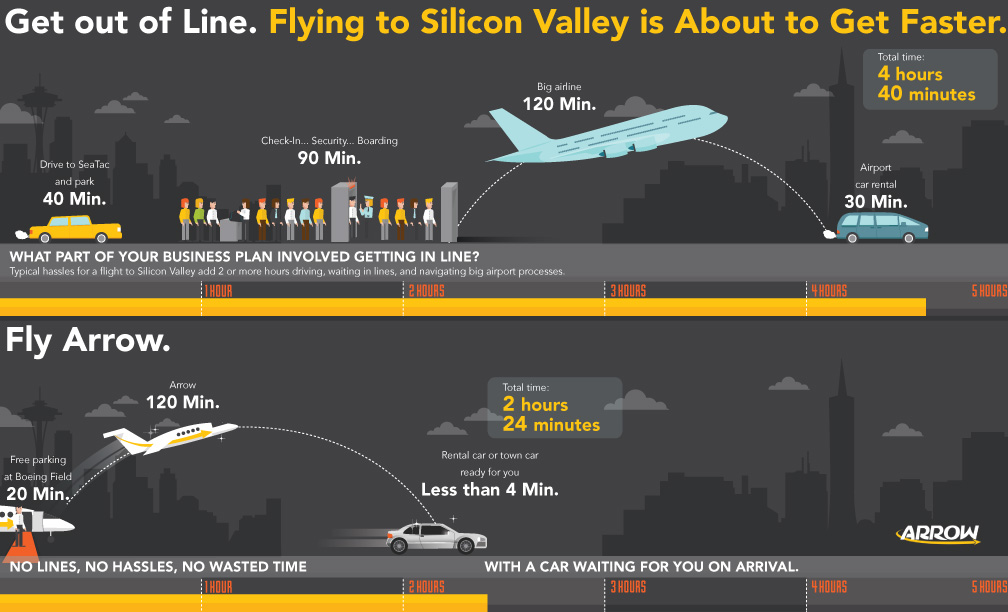 Get out of Line. Flying to Silicon Valley is About to Get Faster.
Total time:
4 hours
40 minutes
Big airline
120 Min.
Check-In... Security... Boarding
90 Min.
Drive to SeaTac
and park
40 Min.
Airport
car rental
30 Min.
WHAT PART OF YOUR BUSINESS PLAN INVOLVED GETTING IN LINE?
Typical hassles for a flight to Silicon Valley add 2 or more hours driving, waiting in lines, and navigating big airport processes.
1 HOUR
2 HOURS
3 HOURS
4 HOURS
5 HOURS
Fly Arrow.
Arrow
120 Min.
Total time:
2 hours
24 minutes
Free parking
at Boeing Field
20 Min.
Rental car or town car
ready for you
Less than 4 Min.
ARROW
NO LINES, NO HASSLES, NO WASTED TIME
WITH A CAR WAITING FOR YOU ON ARRIVAL.
1 HOUR
2 HOURS
3 HOURS
4 HOURS
5 HOURS